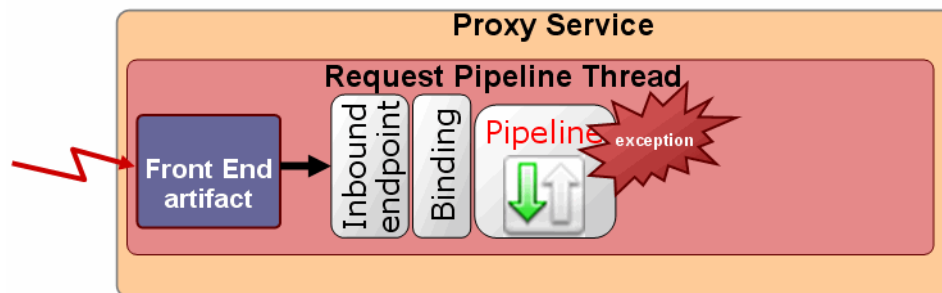 Proxy Service
Request Pipeline Thread
Front End
artifact
Inbound
endpoint
Binding
Pipeline
exception